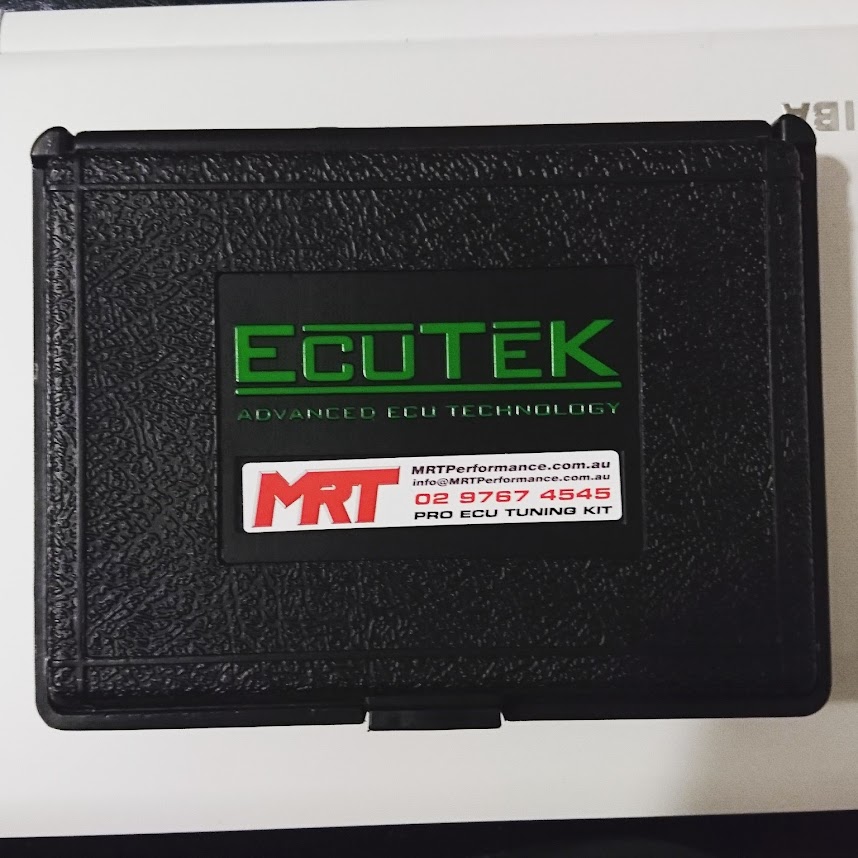 IBA
ECUTEK
ADVANCED ECU TECHNOLOGY
MRT
MRTPerformance.com.au
info@MRTPerformance.com.au
02 9767 4545
PRO ECU TUNING KIT